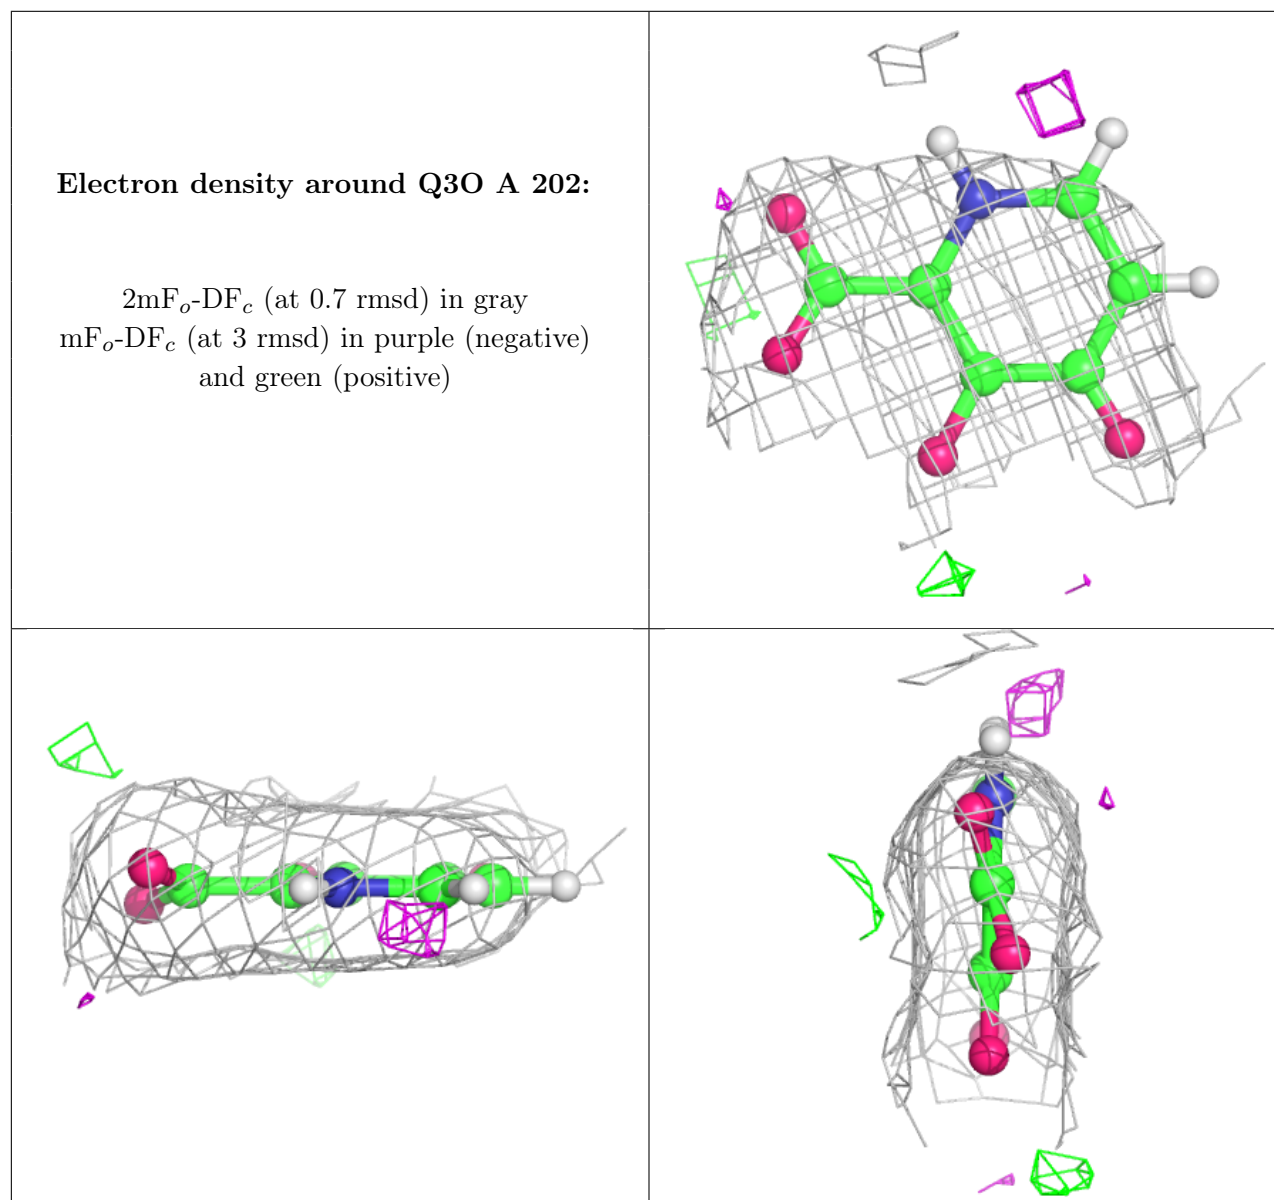 Electron density around Q3O A 202:
2mFo-DFc (at 0.7 rmsd) in gray
mFo-DFc (at 3 rmsd) in purple (negative)
and green (positive)